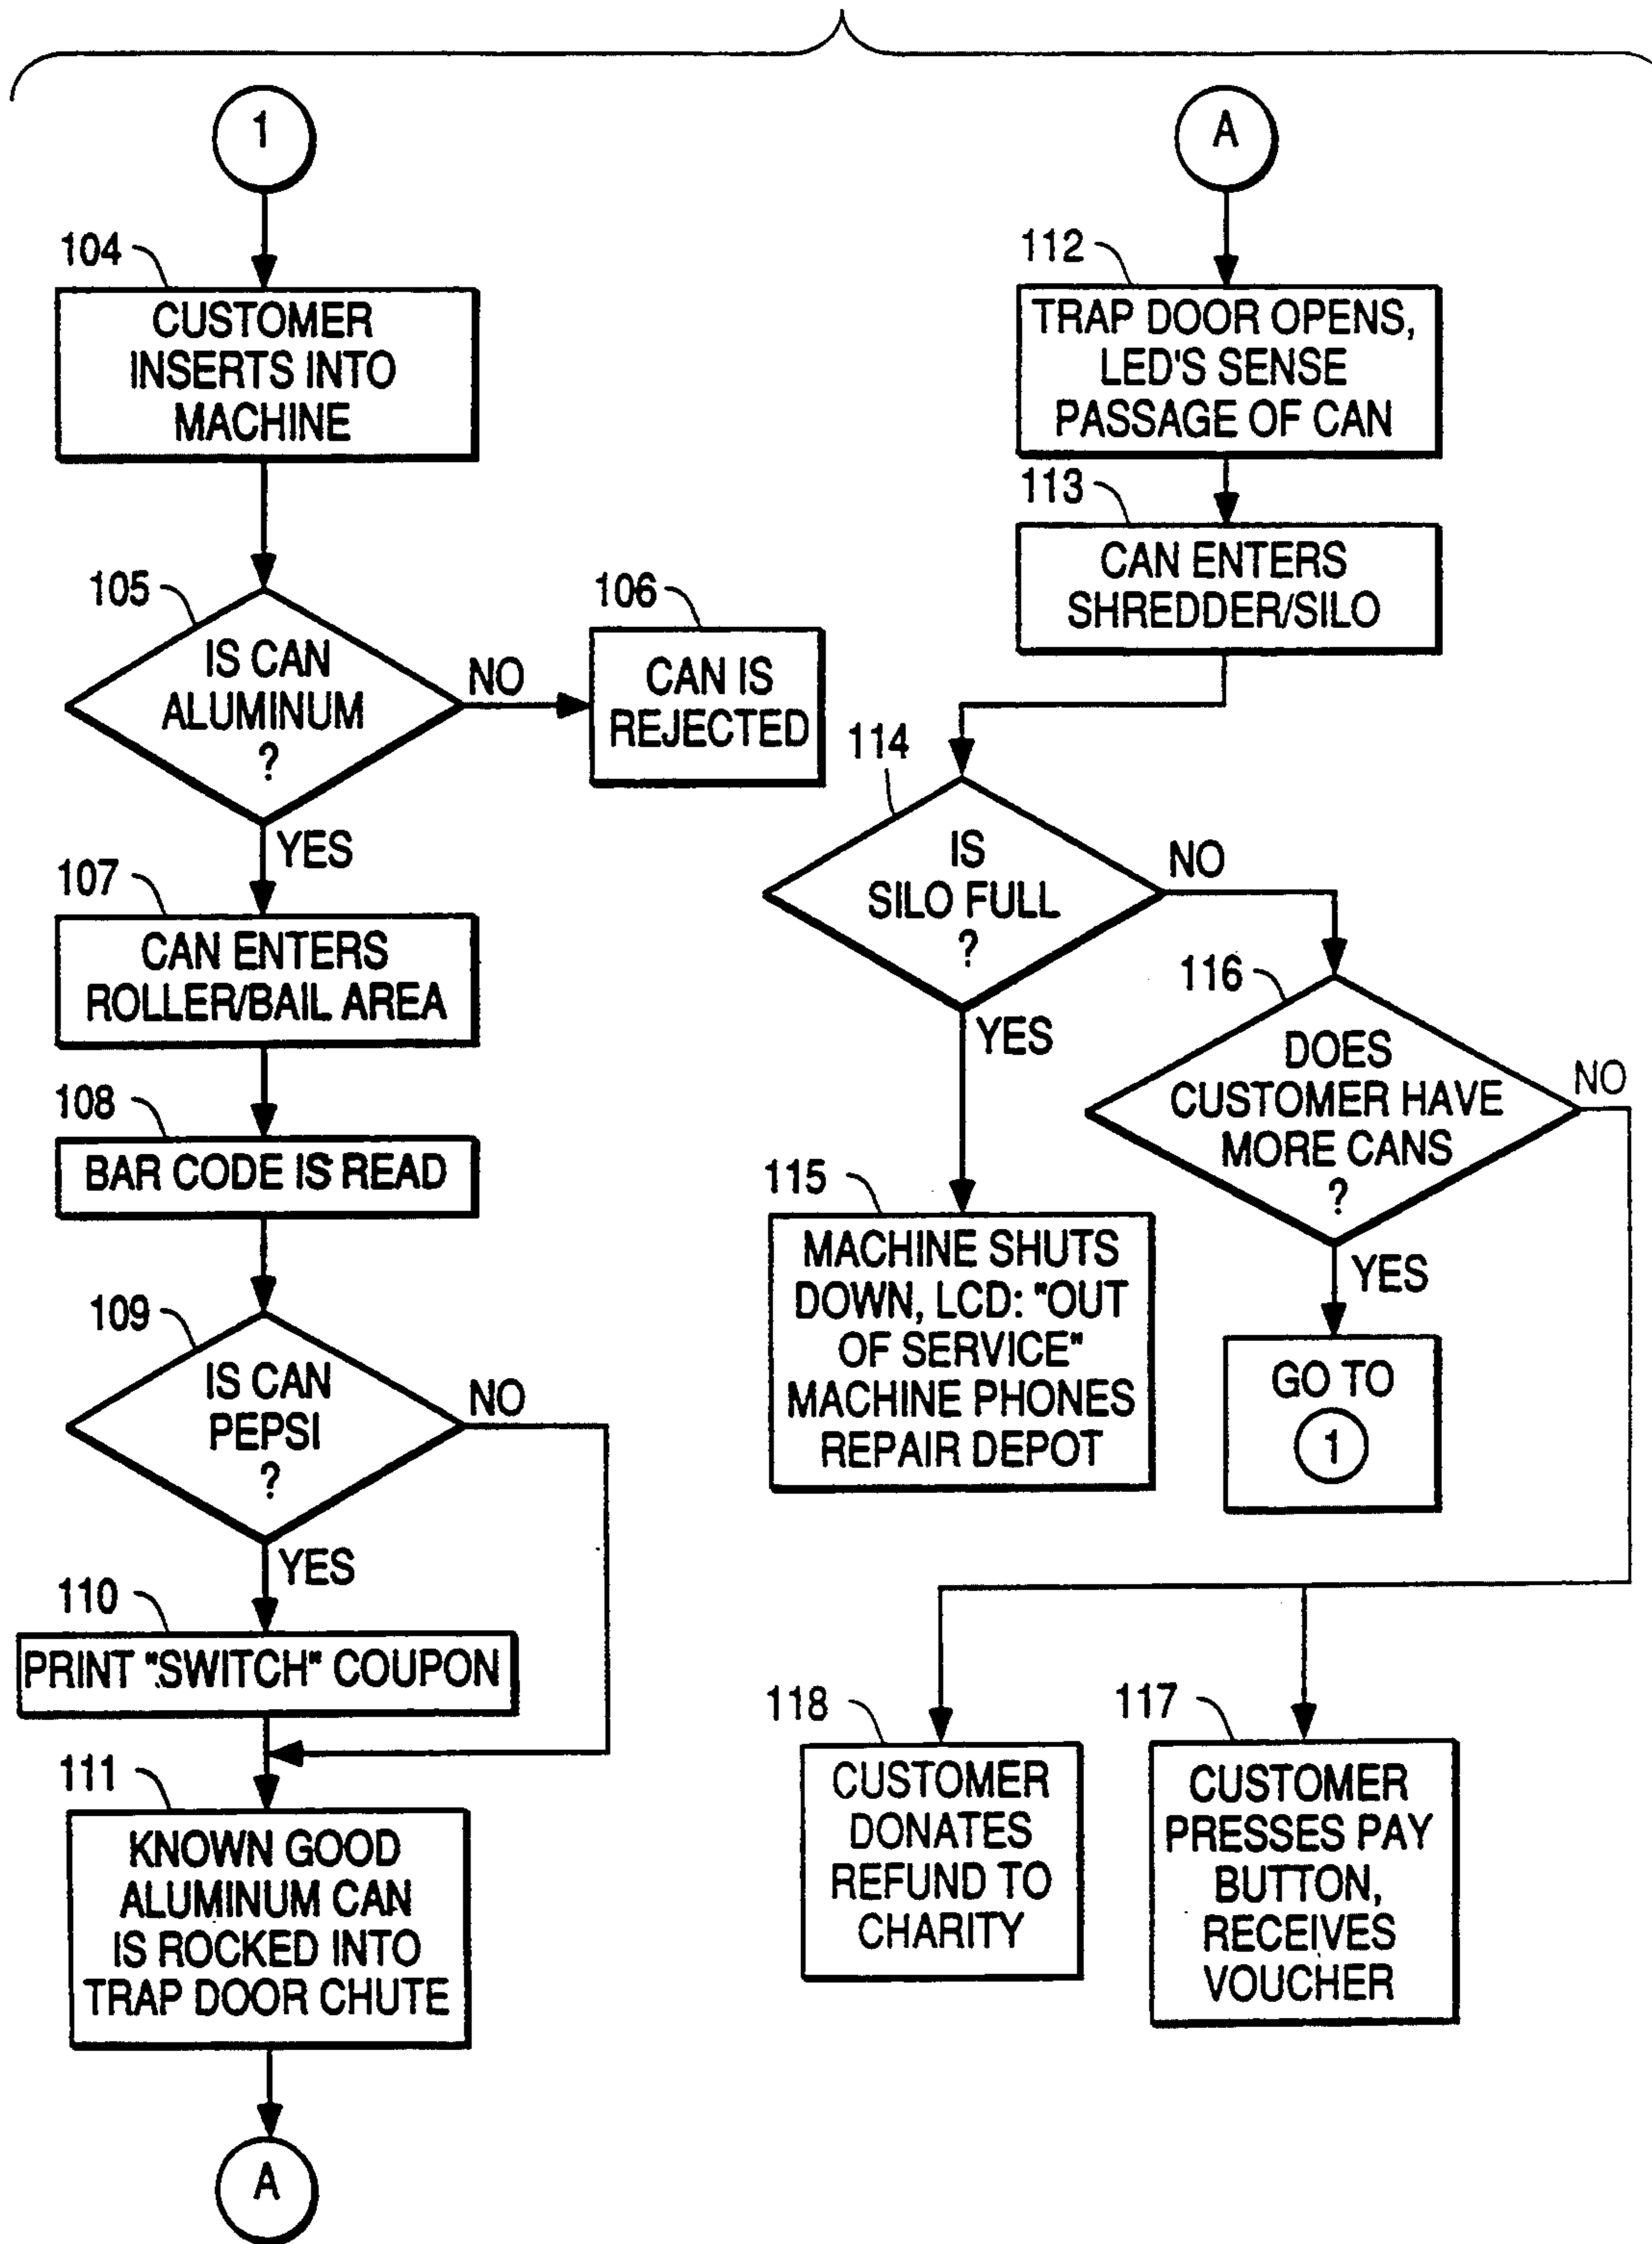 1
104
CUSTOMER
INSERTS INTO
MACHINE
105
IS CAN
ALUMINUM
?
NO
106
CAN IS
REJECTED
YES
107
CAN ENTERS
ROLLER/BAIL AREA
108
BAR CODE IS READ
109
IS CAN
PEPSI
?
NO
YES
110
PRINT "SWITCH" COUPON
111
KNOWN GOOD
ALUMINUM CAN
IS ROCKED INTO
TRAP DOOR CHUTE
A
A
112
TRAP DOOR OPENS,
LED'S SENSE
PASSAGE OF CAN
113
CAN ENTERS
SHREDDER/SILO
114
IS
SILO FULL
?
NO
YES
115
MACHINE SHUTS
DOWN, LCD: "OUT
OF SERVICE"
MACHINE PHONES
REPAIR DEPOT
116
DOES
CUSTOMER HAVE
MORE CANS
?
NO
YES
GO TO
1
118
CUSTOMER
DONATES
REFUND TO
CHARITY
117
CUSTOMER
PRESSES PAY
BUTTON,
RECEIVES
VOUCHER